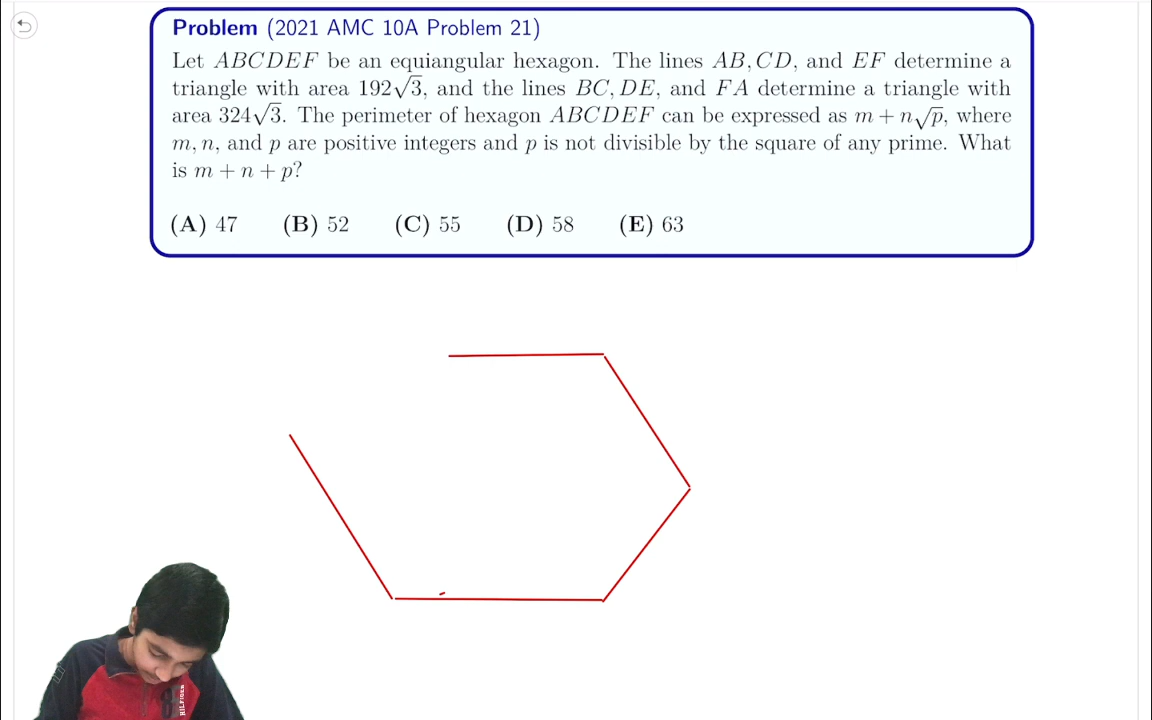 Problem (2021 AMC 10A Problem 21)
Let ABCDEF be an equiangular hexagon. The lines AB, CD, and EF determine a
triangle with area 192√3, and the lines BC, DE, and FA determine a triangle with
area 324√3. The perimeter of hexagon ABCDEF can be expressed as m + n√p, where
m, n, and p are positive integers and p is not divisible by the square of any prime. What
is m + n + p?
(A) 47 (B) 52 (C) 55 (D) 58 (E) 63
HILFIGER